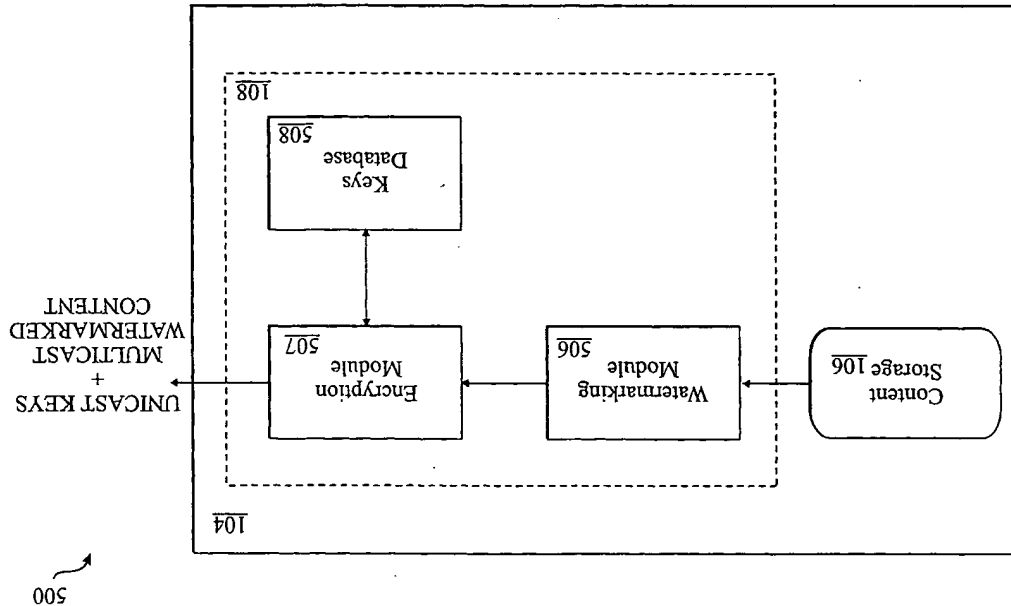 500
104
Content
Storage 106
Watermarking
Module
506
Encryption
Module
507
UNICAST KEYS
+
MULTICAST
WATERMARKED
CONTENT
Keys
Database
508
108